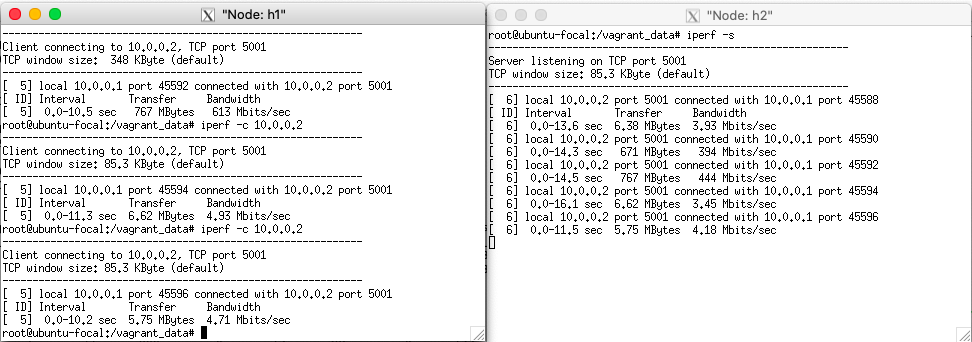 "Node: h1"
------------------------------------------------------------
Client connecting to 10.0.0.2, TCP port 5001
TCP window size:  348 KByte (default)
------------------------------------------------------------
[  5] local 10.0.0.1 port 45592 connected with 10.0.0.2 port 5001
[ ID] Interval       Transfer     Bandwidth
[  5]  0.0-10.5 sec   767 MBytes   613 Mbits/sec
root@ubuntu-focal:/vagrant_data# iperf -c 10.0.0.2
------------------------------------------------------------
Client connecting to 10.0.0.2, TCP port 5001
TCP window size: 85.3 KByte (default)
------------------------------------------------------------
[  5] local 10.0.0.1 port 45594 connected with 10.0.0.2 port 5001
[ ID] Interval       Transfer     Bandwidth
[  5]  0.0-11.3 sec  6.62 MBytes  4.93 Mbits/sec
root@ubuntu-focal:/vagrant_data# iperf -c 10.0.0.2
------------------------------------------------------------
Client connecting to 10.0.0.2, TCP port 5001
TCP window size: 85.3 KByte (default)
------------------------------------------------------------
[  5] local 10.0.0.1 port 45596 connected with 10.0.0.2 port 5001
[ ID] Interval       Transfer     Bandwidth
[  5]  0.0-10.2 sec  5.75 MBytes  4.71 Mbits/sec
root@ubuntu-focal:/vagrant_data#
"Node: h2"
root@ubuntu-focal:/vagrant_data# iperf -s
------------------------------------------------------------
Server listening on TCP port 5001
TCP window size: 85.3 KByte (default)
------------------------------------------------------------
[  6] local 10.0.0.2 port 5001 connected with 10.0.0.1 port 45588
[ ID] Interval       Transfer     Bandwidth
[  6]  0.0-13.6 sec  6.38 MBytes  3.93 Mbits/sec
[  6] local 10.0.0.2 port 5001 connected with 10.0.0.1 port 45590
[  6]  0.0-14.3 sec   671 MBytes   394 Mbits/sec
[  6] local 10.0.0.2 port 5001 connected with 10.0.0.1 port 45592
[  6]  0.0-14.5 sec   767 MBytes   444 Mbits/sec
[  6] local 10.0.0.2 port 5001 connected with 10.0.0.1 port 45594
[  6]  0.0-16.1 sec  6.62 MBytes  3.45 Mbits/sec
[  6] local 10.0.0.2 port 5001 connected with 10.0.0.1 port 45596
[  6]  0.0-11.5 sec  5.75 MBytes  4.18 Mbits/sec